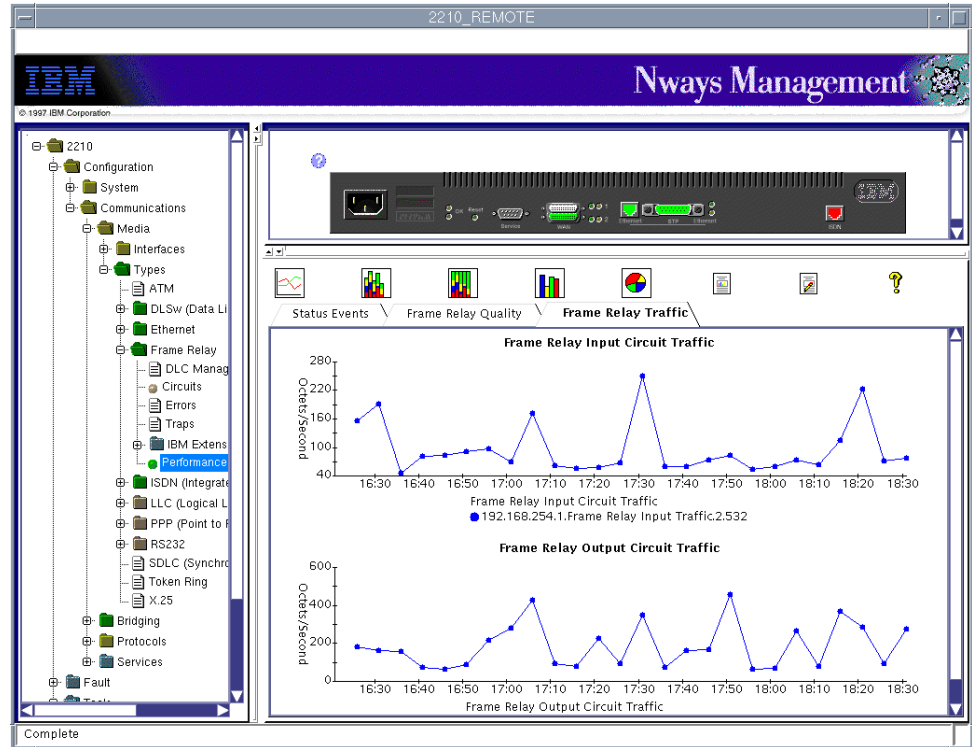 2210_REMOTE
IBM
Nways Management
© 1997 IBM Corporation
2210
Configuration
System
Communications
Media
Interfaces
Types
ATM
DLSw (Data Li
Ethernet
Frame Relay
DLC Manag
Circuits
Errors
Traps
IBM Extens
Performance
ISDN (Integrate
LLC (Logical L
PPP (Point to
RS232
SDLC (Synchro
Token Ring
X.25
Bridging
Protocols
Services
Fault
Tools
?
OK
Reset
Service
WAN
1
2
Ethernet
STP
Ethernet
ISDN
IBM
?
Status Events
Frame Relay Quality
Frame Relay Traffic
Frame Relay Input Circuit Traffic
Octets/Second
280
220
160
100
40
16:30 16:40 16:50 17:00 17:10 17:20 17:30 17:40 17:50 18:00 18:10 18:20 18:30
Frame Relay Input Circuit Traffic
192.168.254.1.Frame Relay Input Traffic.2.532
Frame Relay Output Circuit Traffic
Octets/Second
600
400
200
0
16:30 16:40 16:50 17:00 17:10 17:20 17:30 17:40 17:50 18:00 18:10 18:20 18:30
Frame Relay Output Circuit Traffic
Complete